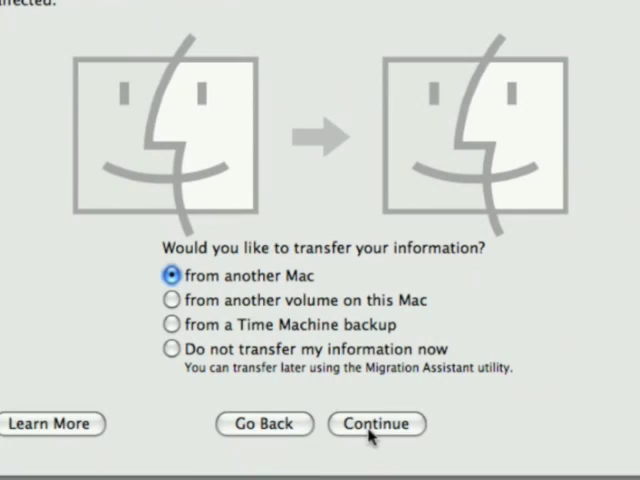 affected.
Would you like to transfer your information?
from another Mac
from another volume on this Mac
from a Time Machine backup
Do not transfer my information now
You can transfer later using the Migration Assistant utility.
Learn More
Go Back
Continue